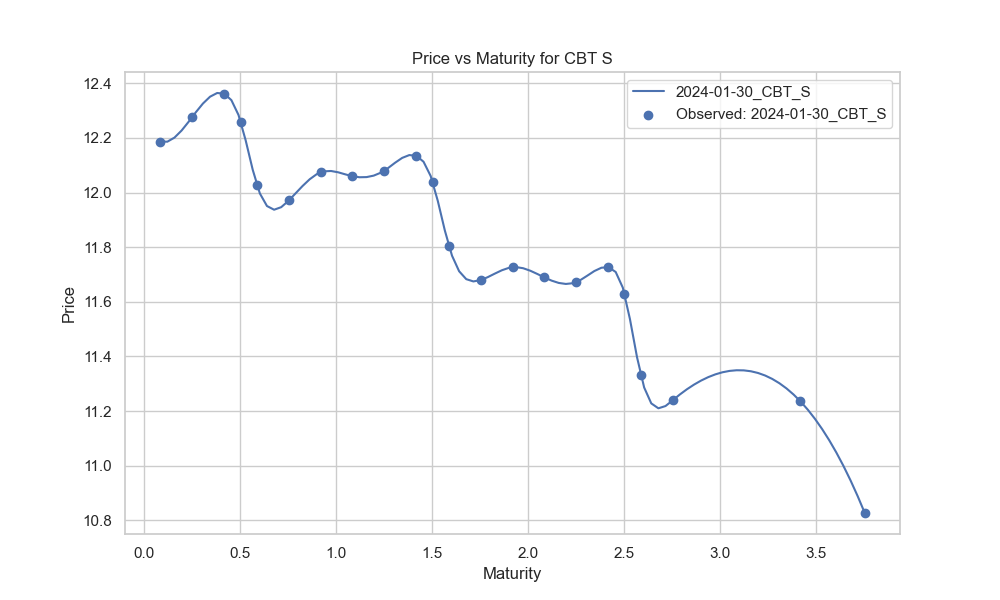 Price vs Maturity for CBT S
2024-01-30_CBT_S
Observed: 2024-01-30_CBT_S
12.4
12.2
12.0
11.8
11.6
11.4
11.2
11.0
10.8
Price
0.0 0.5 1.0 1.5 2.0 2.5 3.0 3.5
Maturity